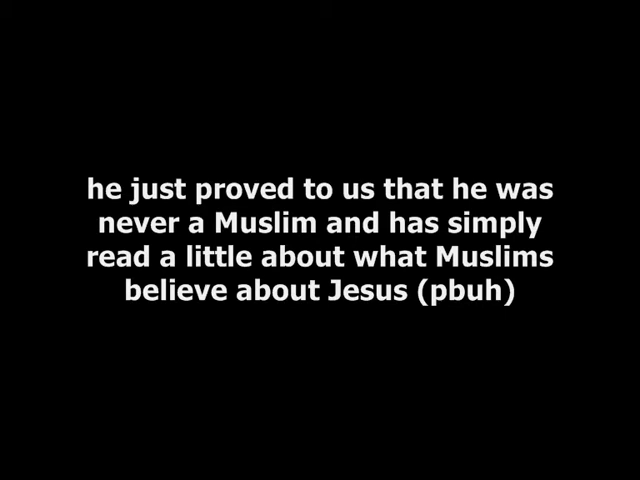 he just proved to us that he was
never a Muslim and has simply
read a little about what Muslims
believe about Jesus (pbuh)